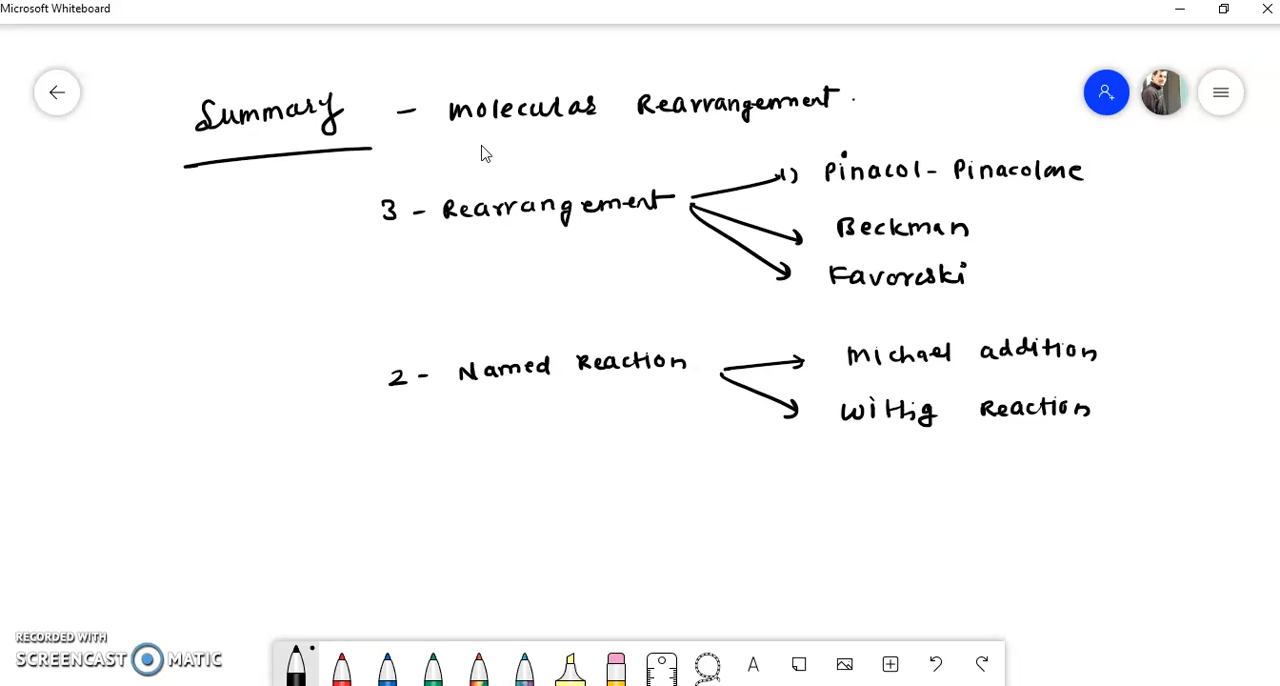 Microsoft Whiteboard
Summary - Molecular Rearrangement.
3 - Rearrangement
1) Pinacol - Pinacolone
Beckman
Favoreski
2 - Named Reaction
Michael addition
Wittig Reaction
RECORDED WITH
SCREENCAST MATIC
A